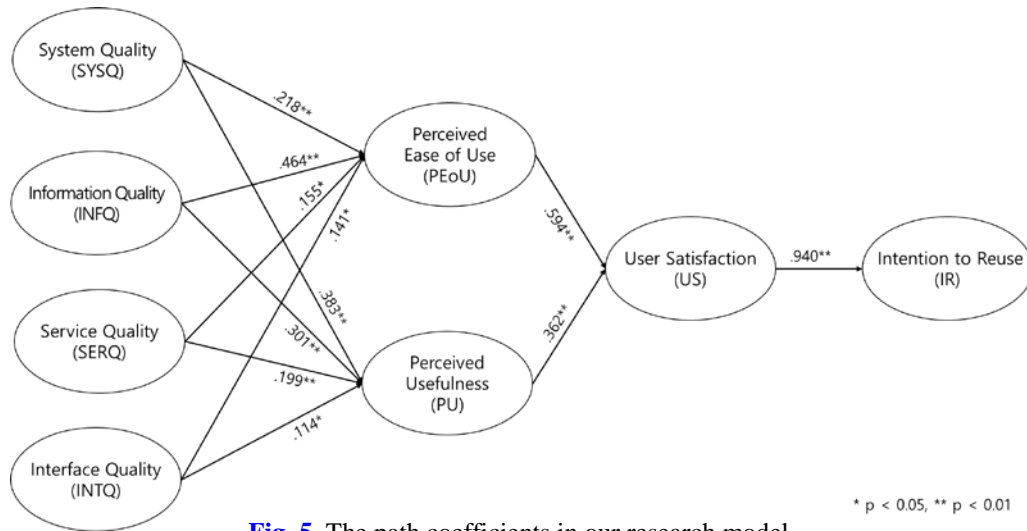 System Quality
(SYSQ)
Information Quality
(INFQ)
Service Quality
(SERQ)
Interface Quality
(INTQ)
.218**
.464**
.155*
.141*
.383**
.301**
.199**
.114*
Perceived
Ease of Use
(PEoU)
Perceived
Usefulness
(PU)
.594**
.362**
User Satisfaction
(US)
.940**
Intention to Reuse
(IR)
* p < 0.05, ** p < 0.01
Fig. 5. The path coefficients in our research model